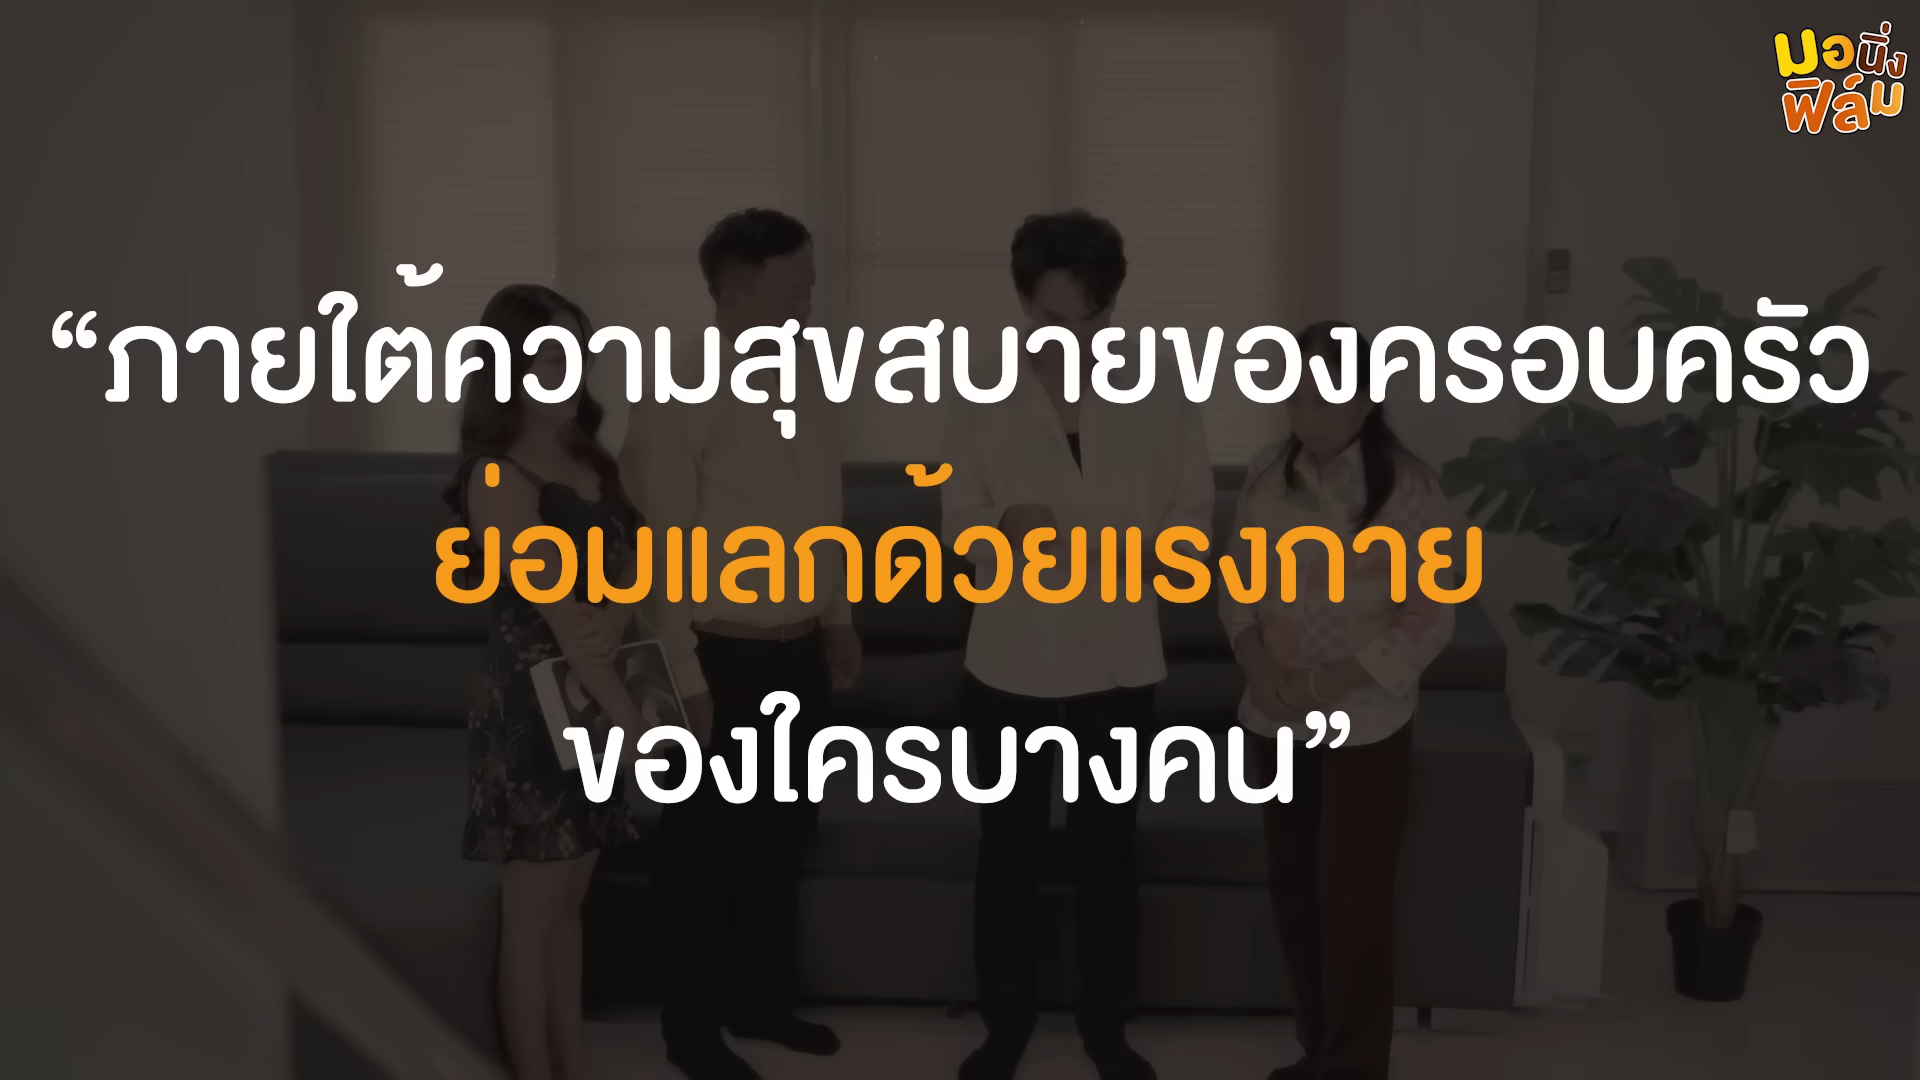 มอนิ่ง
ฟิล์ม
“ภายใต้ความสุขสบายของครอบครัว
ย่อมแลกด้วยแรงกาย
ของใครบางคน”